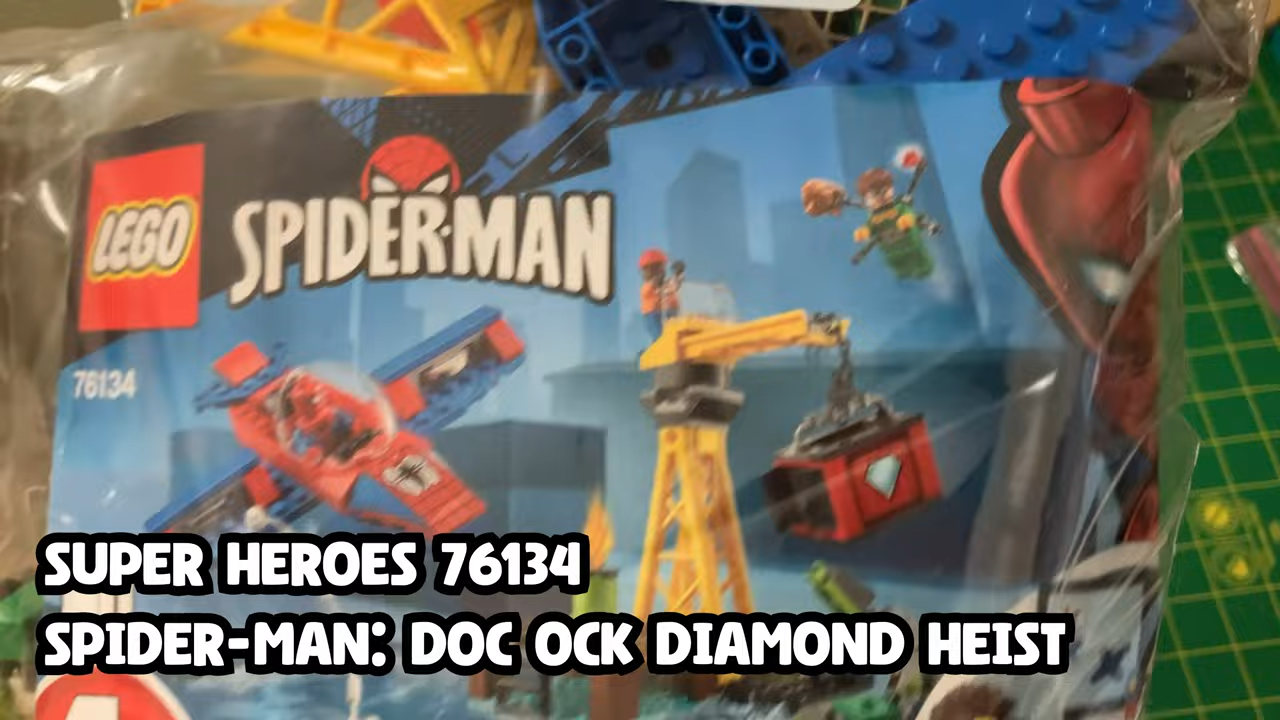 LEGO
SPIDER-MAN
76134
SUPER HEROES 76134
SPIDER-MAN: DOC OCK DIAMOND HEIST